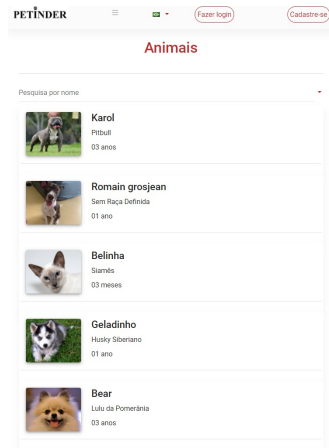 PETINDER
Fazer login
Cadastre-se
Animais
Pesquisa por nome
Karol
Pitbull
03 anos
Romain grosjean
Sem Raça Definida
01 ano
Belinha
Siamês
03 meses
Geladinho
Husky Siberiano
01 ano
Bear
Lulu da Pomerânia
03 anos